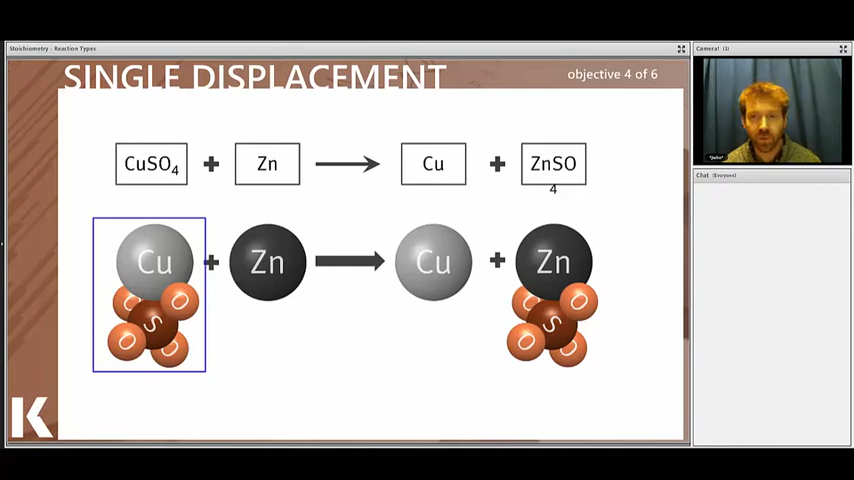 Stoichiometry - Reaction Types
Camera! (1)
SINGLE DISPLACEMENT
objective 4 of 6
CuSO₄ + Zn → Cu + ZnSO
4
Cu + Zn → Cu + Zn
O O S O O
O O S O O
K
*John*
Chat (Everyone)